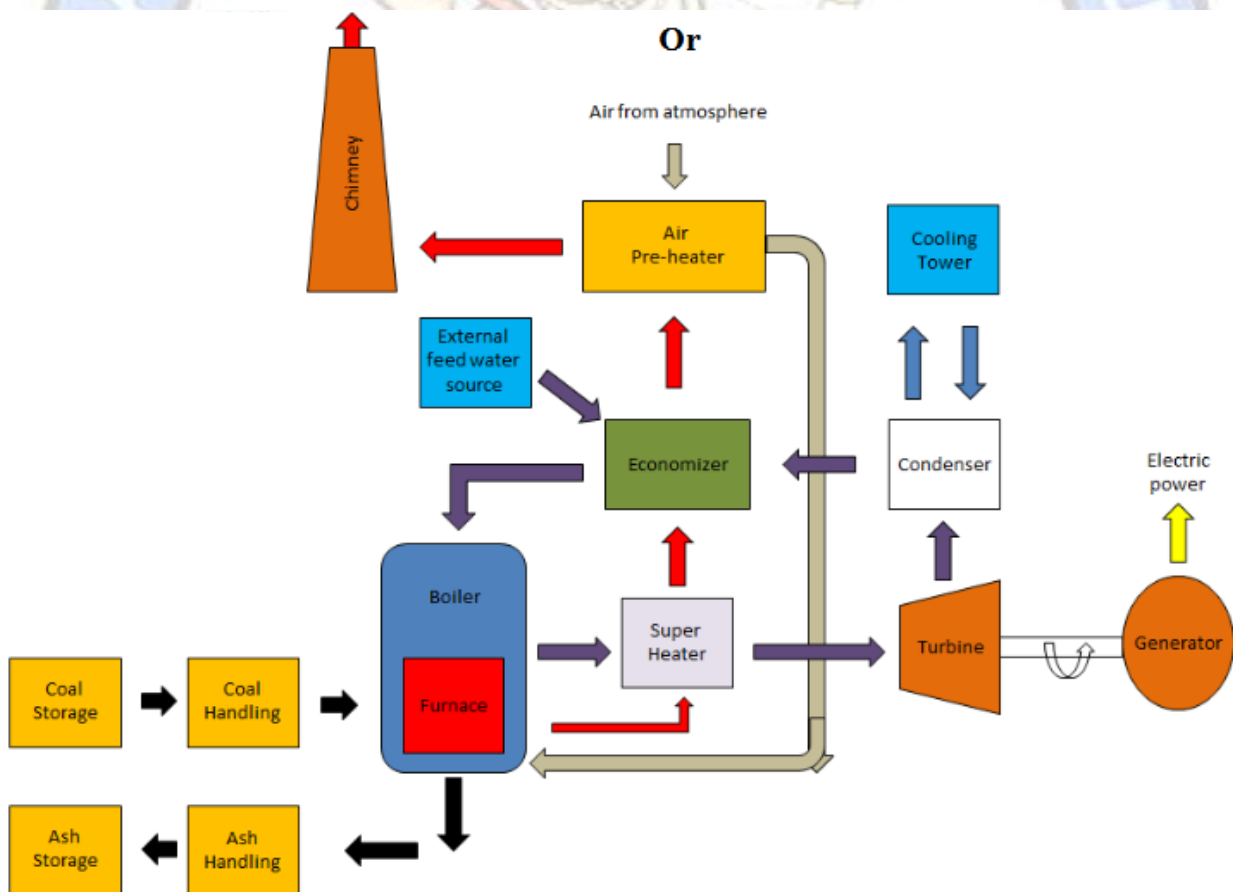 Or
Air from atmosphere
Chimney
Air
Pre-heater
Cooling
Tower
External
feed water
source
Economizer
Condenser
Electric
power
Boiler
Super
Heater
Turbine
Generator
Coal
Storage
Coal
Handling
Furnace
Ash
Storage
Ash
Handling